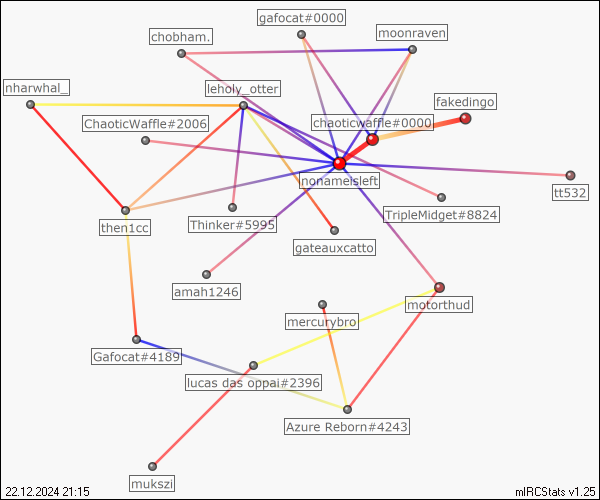 gafocat#0000
moonraven
chobham.
nharwhal_
leholy_otter
fakedingo
ChaoticWaffle#2006
chaoticwaffle#0000
nonameisleft
tt532
TripleMidget#8824
then1cc
Thinker#5995
gateauxcatto
amah1246
motorthud
mercurybro
Gafocat#4189
lucas das oppai#2396
Azure Reborn#4243
mukszi
22.12.2024 21:15
mIRCStats v1.25